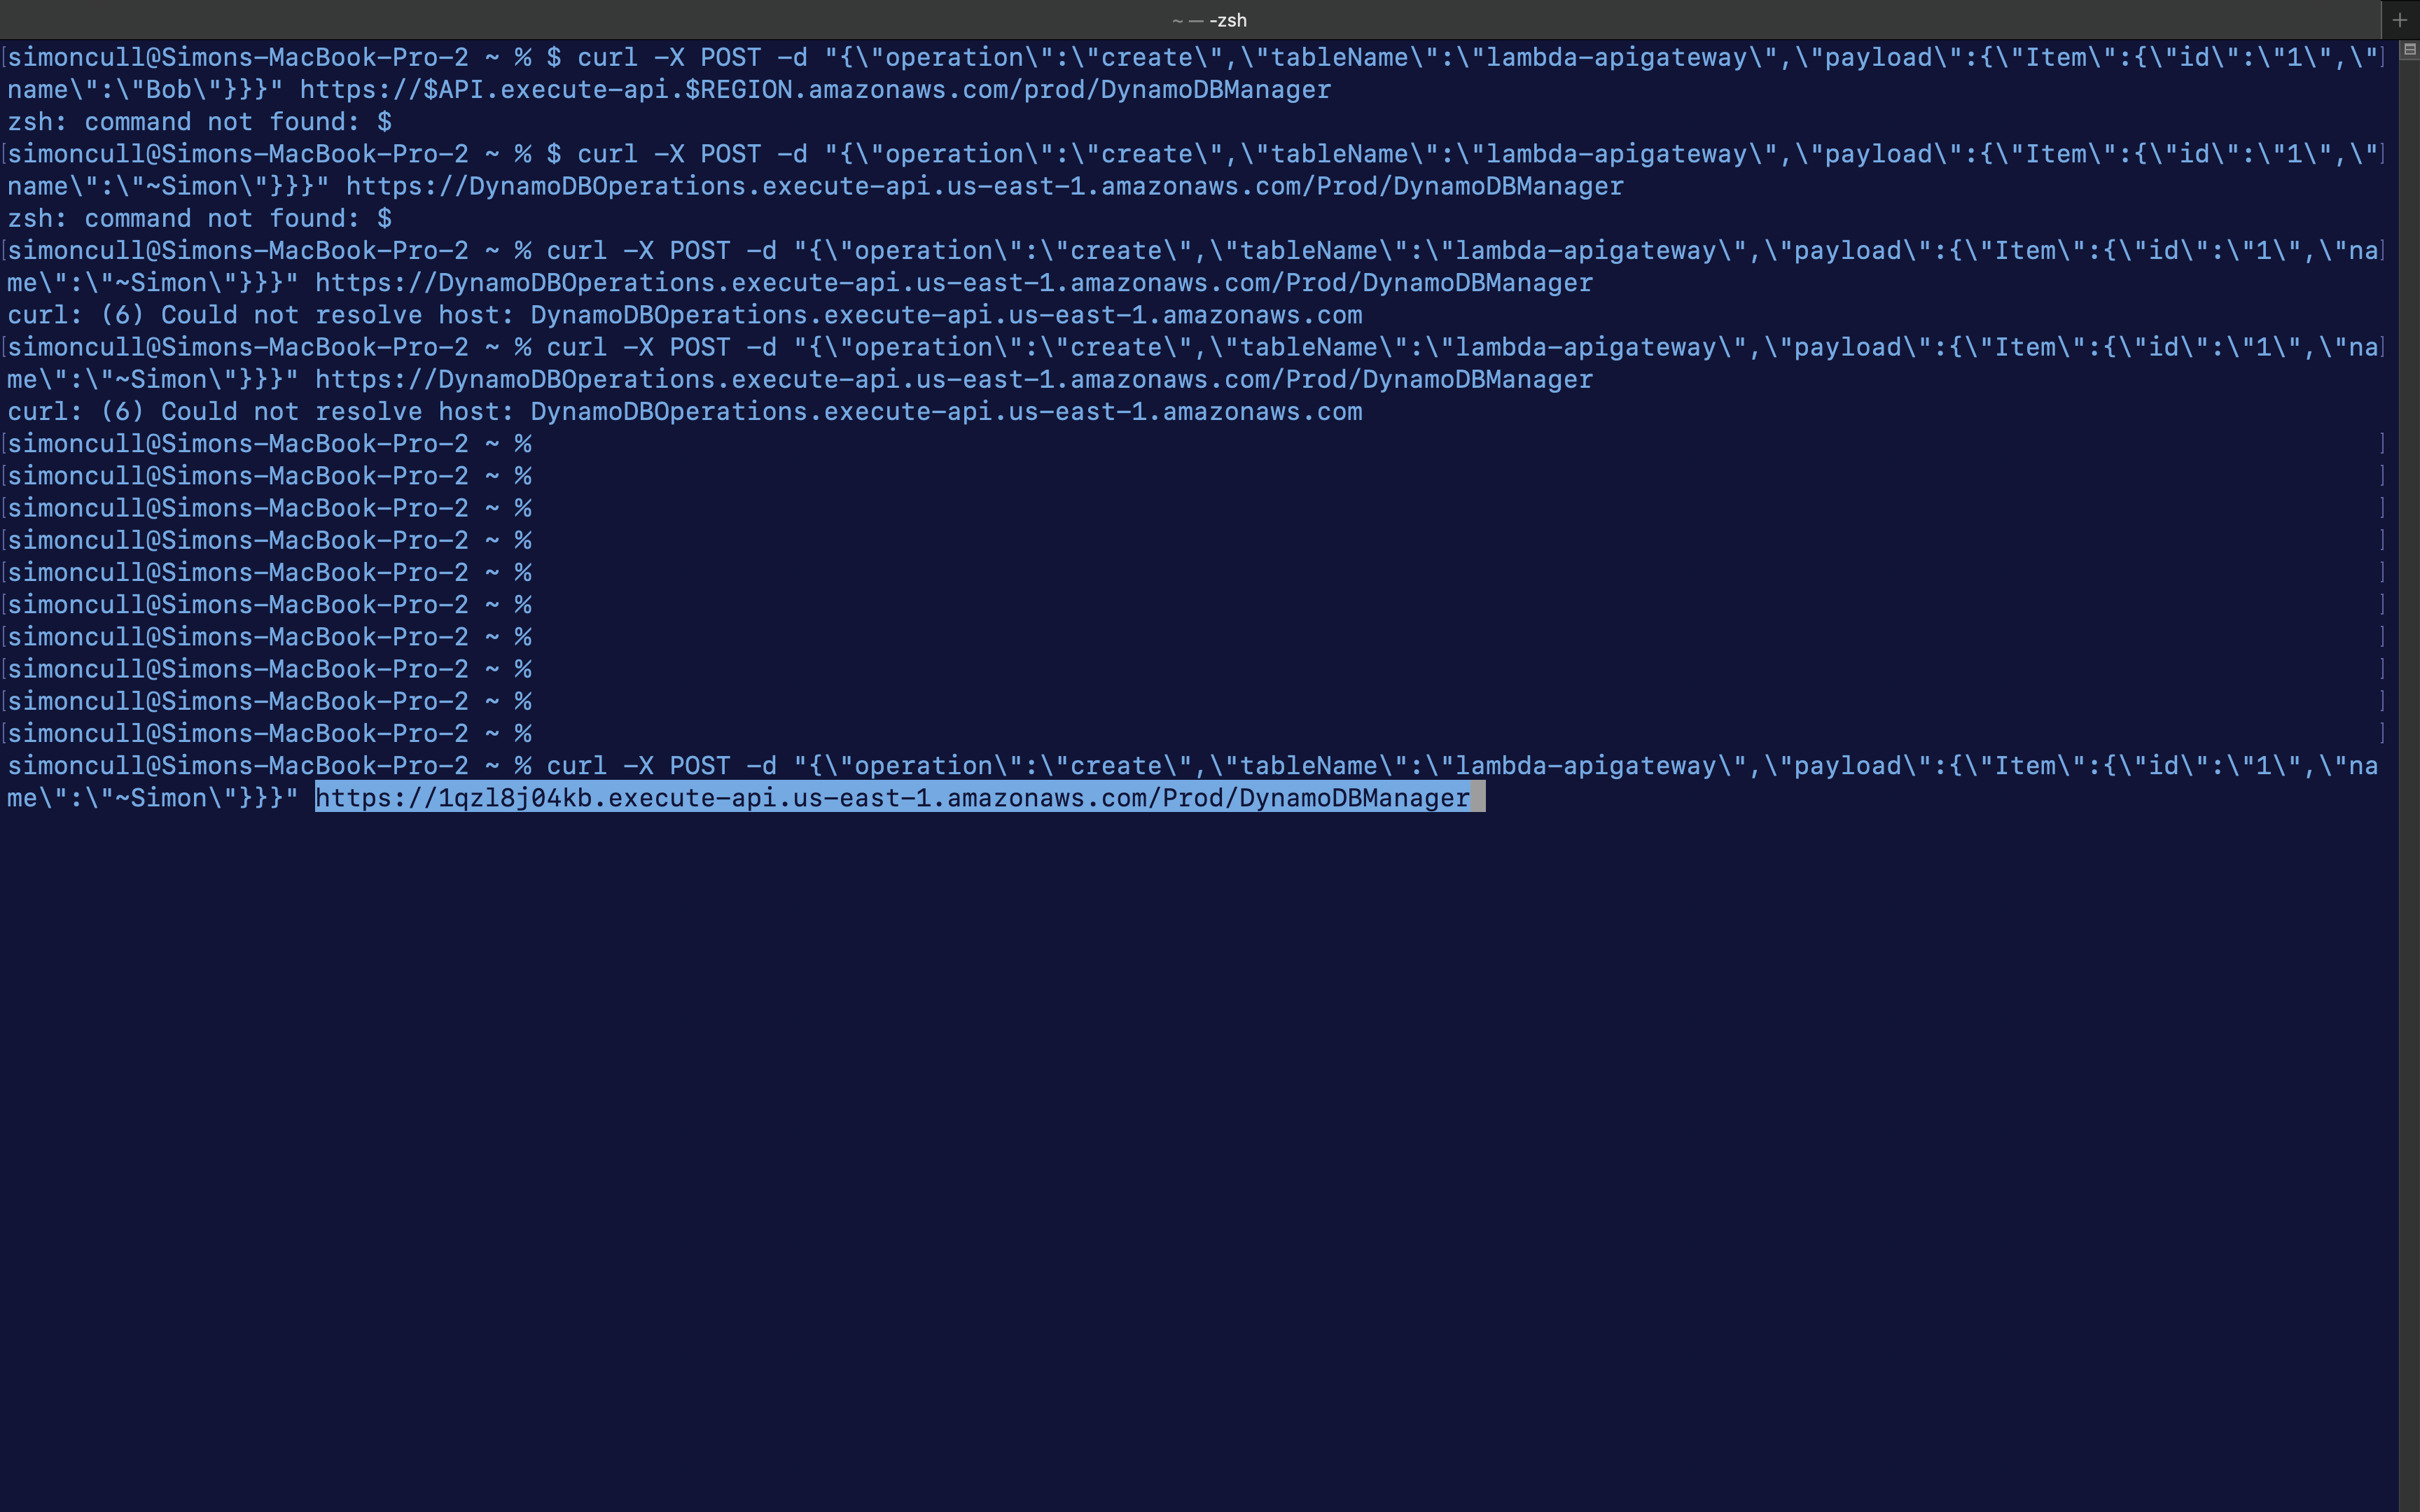 ~ — -zsh
simoncull@Simons-MacBook-Pro-2 ~ % $ curl -X POST -d "{\"operation\":\"create\",\"tableName\":\"lambda-apigateway\",\"payload\":{\"Item\":{\"id\":\"1\",\"
name\":\"Bob\"}}}" https://$API.execute-api.$REGION.amazonaws.com/prod/DynamoDBManager
zsh: command not found: $
simoncull@Simons-MacBook-Pro-2 ~ % $ curl -X POST -d "{\"operation\":\"create\",\"tableName\":\"lambda-apigateway\",\"payload\":{\"Item\":{\"id\":\"1\",\"
name\":\"~Simon\"}}}" https://DynamoDBOperations.execute-api.us-east-1.amazonaws.com/Prod/DynamoDBManager
zsh: command not found: $
simoncull@Simons-MacBook-Pro-2 ~ % curl -X POST -d "{\"operation\":\"create\",\"tableName\":\"lambda-apigateway\",\"payload\":{\"Item\":{\"id\":\"1\",\"na
me\":\"~Simon\"}}}" https://DynamoDBOperations.execute-api.us-east-1.amazonaws.com/Prod/DynamoDBManager
curl: (6) Could not resolve host: DynamoDBOperations.execute-api.us-east-1.amazonaws.com
simoncull@Simons-MacBook-Pro-2 ~ % curl -X POST -d "{\"operation\":\"create\",\"tableName\":\"lambda-apigateway\",\"payload\":{\"Item\":{\"id\":\"1\",\"na
me\":\"~Simon\"}}}" https://DynamoDBOperations.execute-api.us-east-1.amazonaws.com/Prod/DynamoDBManager
curl: (6) Could not resolve host: DynamoDBOperations.execute-api.us-east-1.amazonaws.com
simoncull@Simons-MacBook-Pro-2 ~ %
simoncull@Simons-MacBook-Pro-2 ~ %
simoncull@Simons-MacBook-Pro-2 ~ %
simoncull@Simons-MacBook-Pro-2 ~ %
simoncull@Simons-MacBook-Pro-2 ~ %
simoncull@Simons-MacBook-Pro-2 ~ %
simoncull@Simons-MacBook-Pro-2 ~ %
simoncull@Simons-MacBook-Pro-2 ~ %
simoncull@Simons-MacBook-Pro-2 ~ %
simoncull@Simons-MacBook-Pro-2 ~ %
simoncull@Simons-MacBook-Pro-2 ~ % curl -X POST -d "{\"operation\":\"create\",\"tableName\":\"lambda-apigateway\",\"payload\":{\"Item\":{\"id\":\"1\",\"na
me\":\"~Simon\"}}}" https://1qzl8j04kb.execute-api.us-east-1.amazonaws.com/Prod/DynamoDBManager